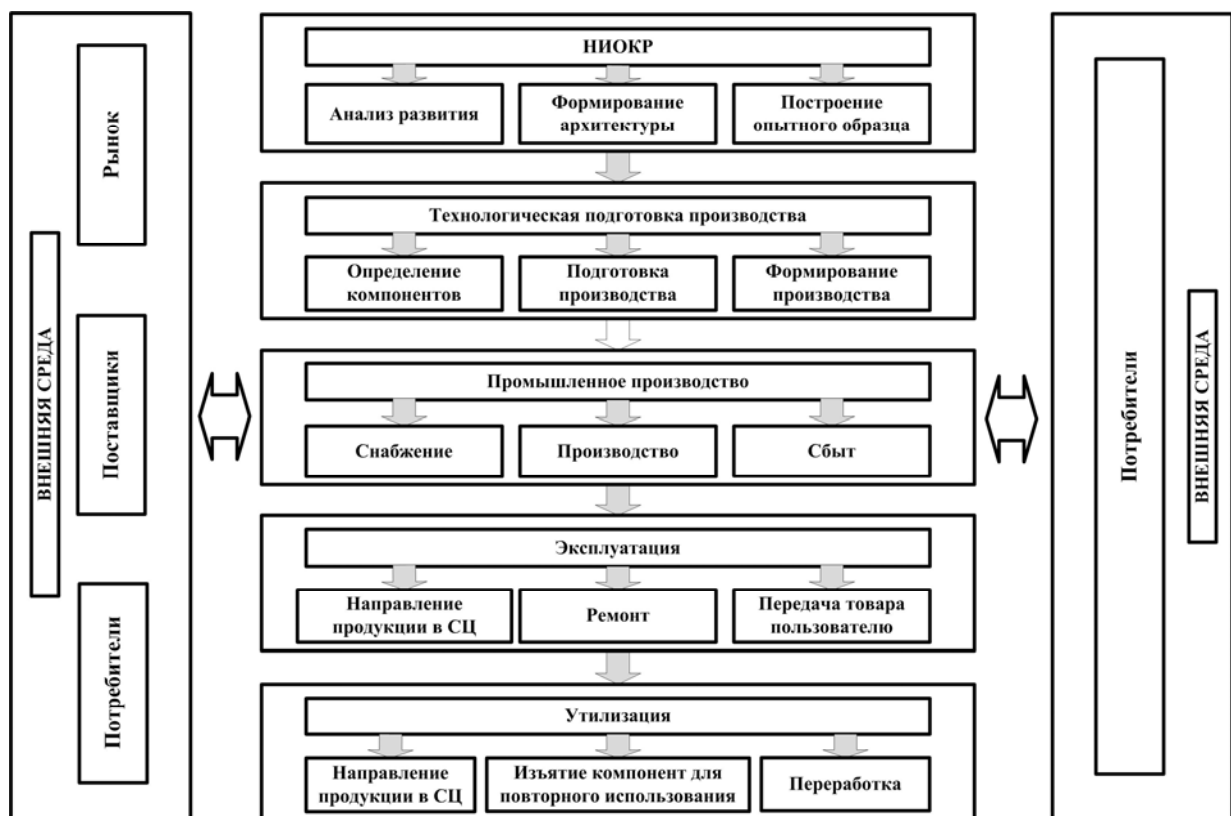 ВНЕШНЯЯ СРЕДА
Рынок
Поставщики
Потребители
НИОКР
Анализ развития
Формирование
архитектуры
Построение
опытного образца
Технологическая подготовка производства
Определение
компонентов
Подготовка
производства
Формирование
производства
Промышленное производство
Снабжение
Производство
Сбыт
Эксплуатация
Направление
продукции в СЦ
Ремонт
Передача товара
пользователю
Утилизация
Направление
продукции в СЦ
Изъятие компонент для
повторного использования
Переработка
Потребители
ВНЕШНЯЯ СРЕДА